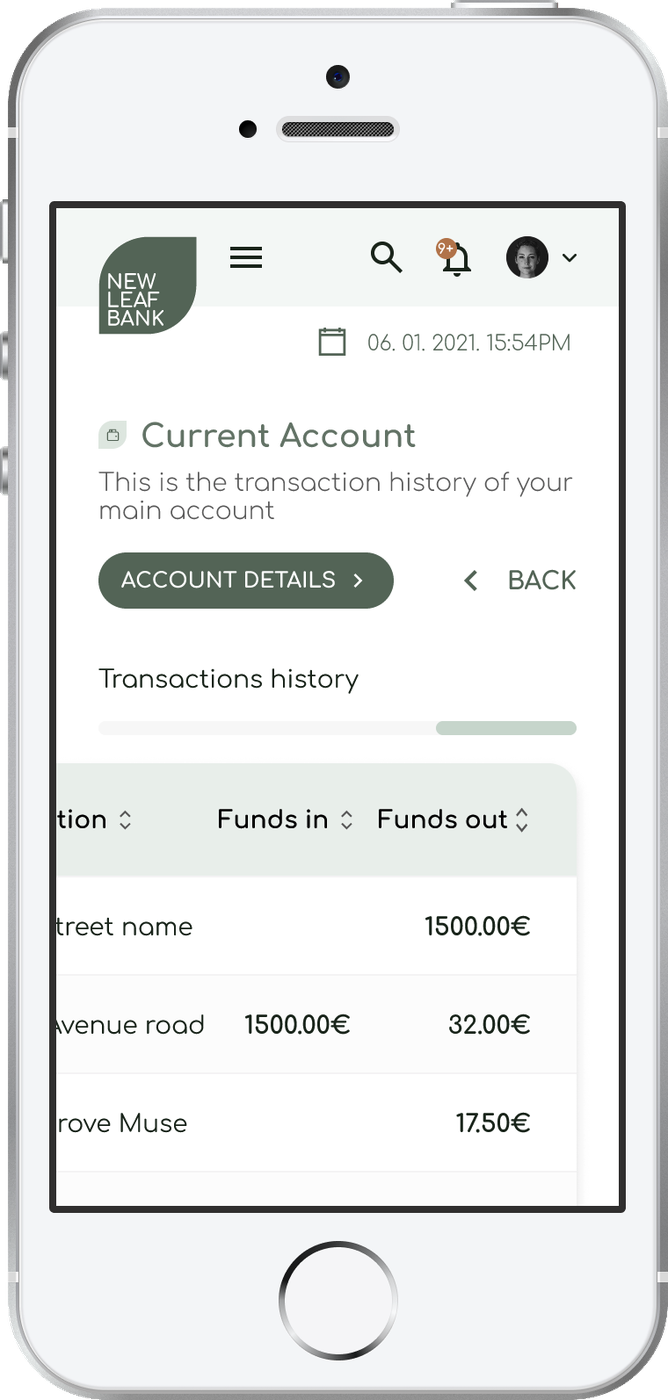 NEW
LEAF
BANK
9+
06. 01. 2021. 15:54PM
Current Account
This is the transaction history of your
main account
ACCOUNT DETAILS
BACK
Transactions history
tion Funds in Funds out
treet name 1500.00€
Avenue road 1500.00€ 32.00€
rove Muse 17.50€